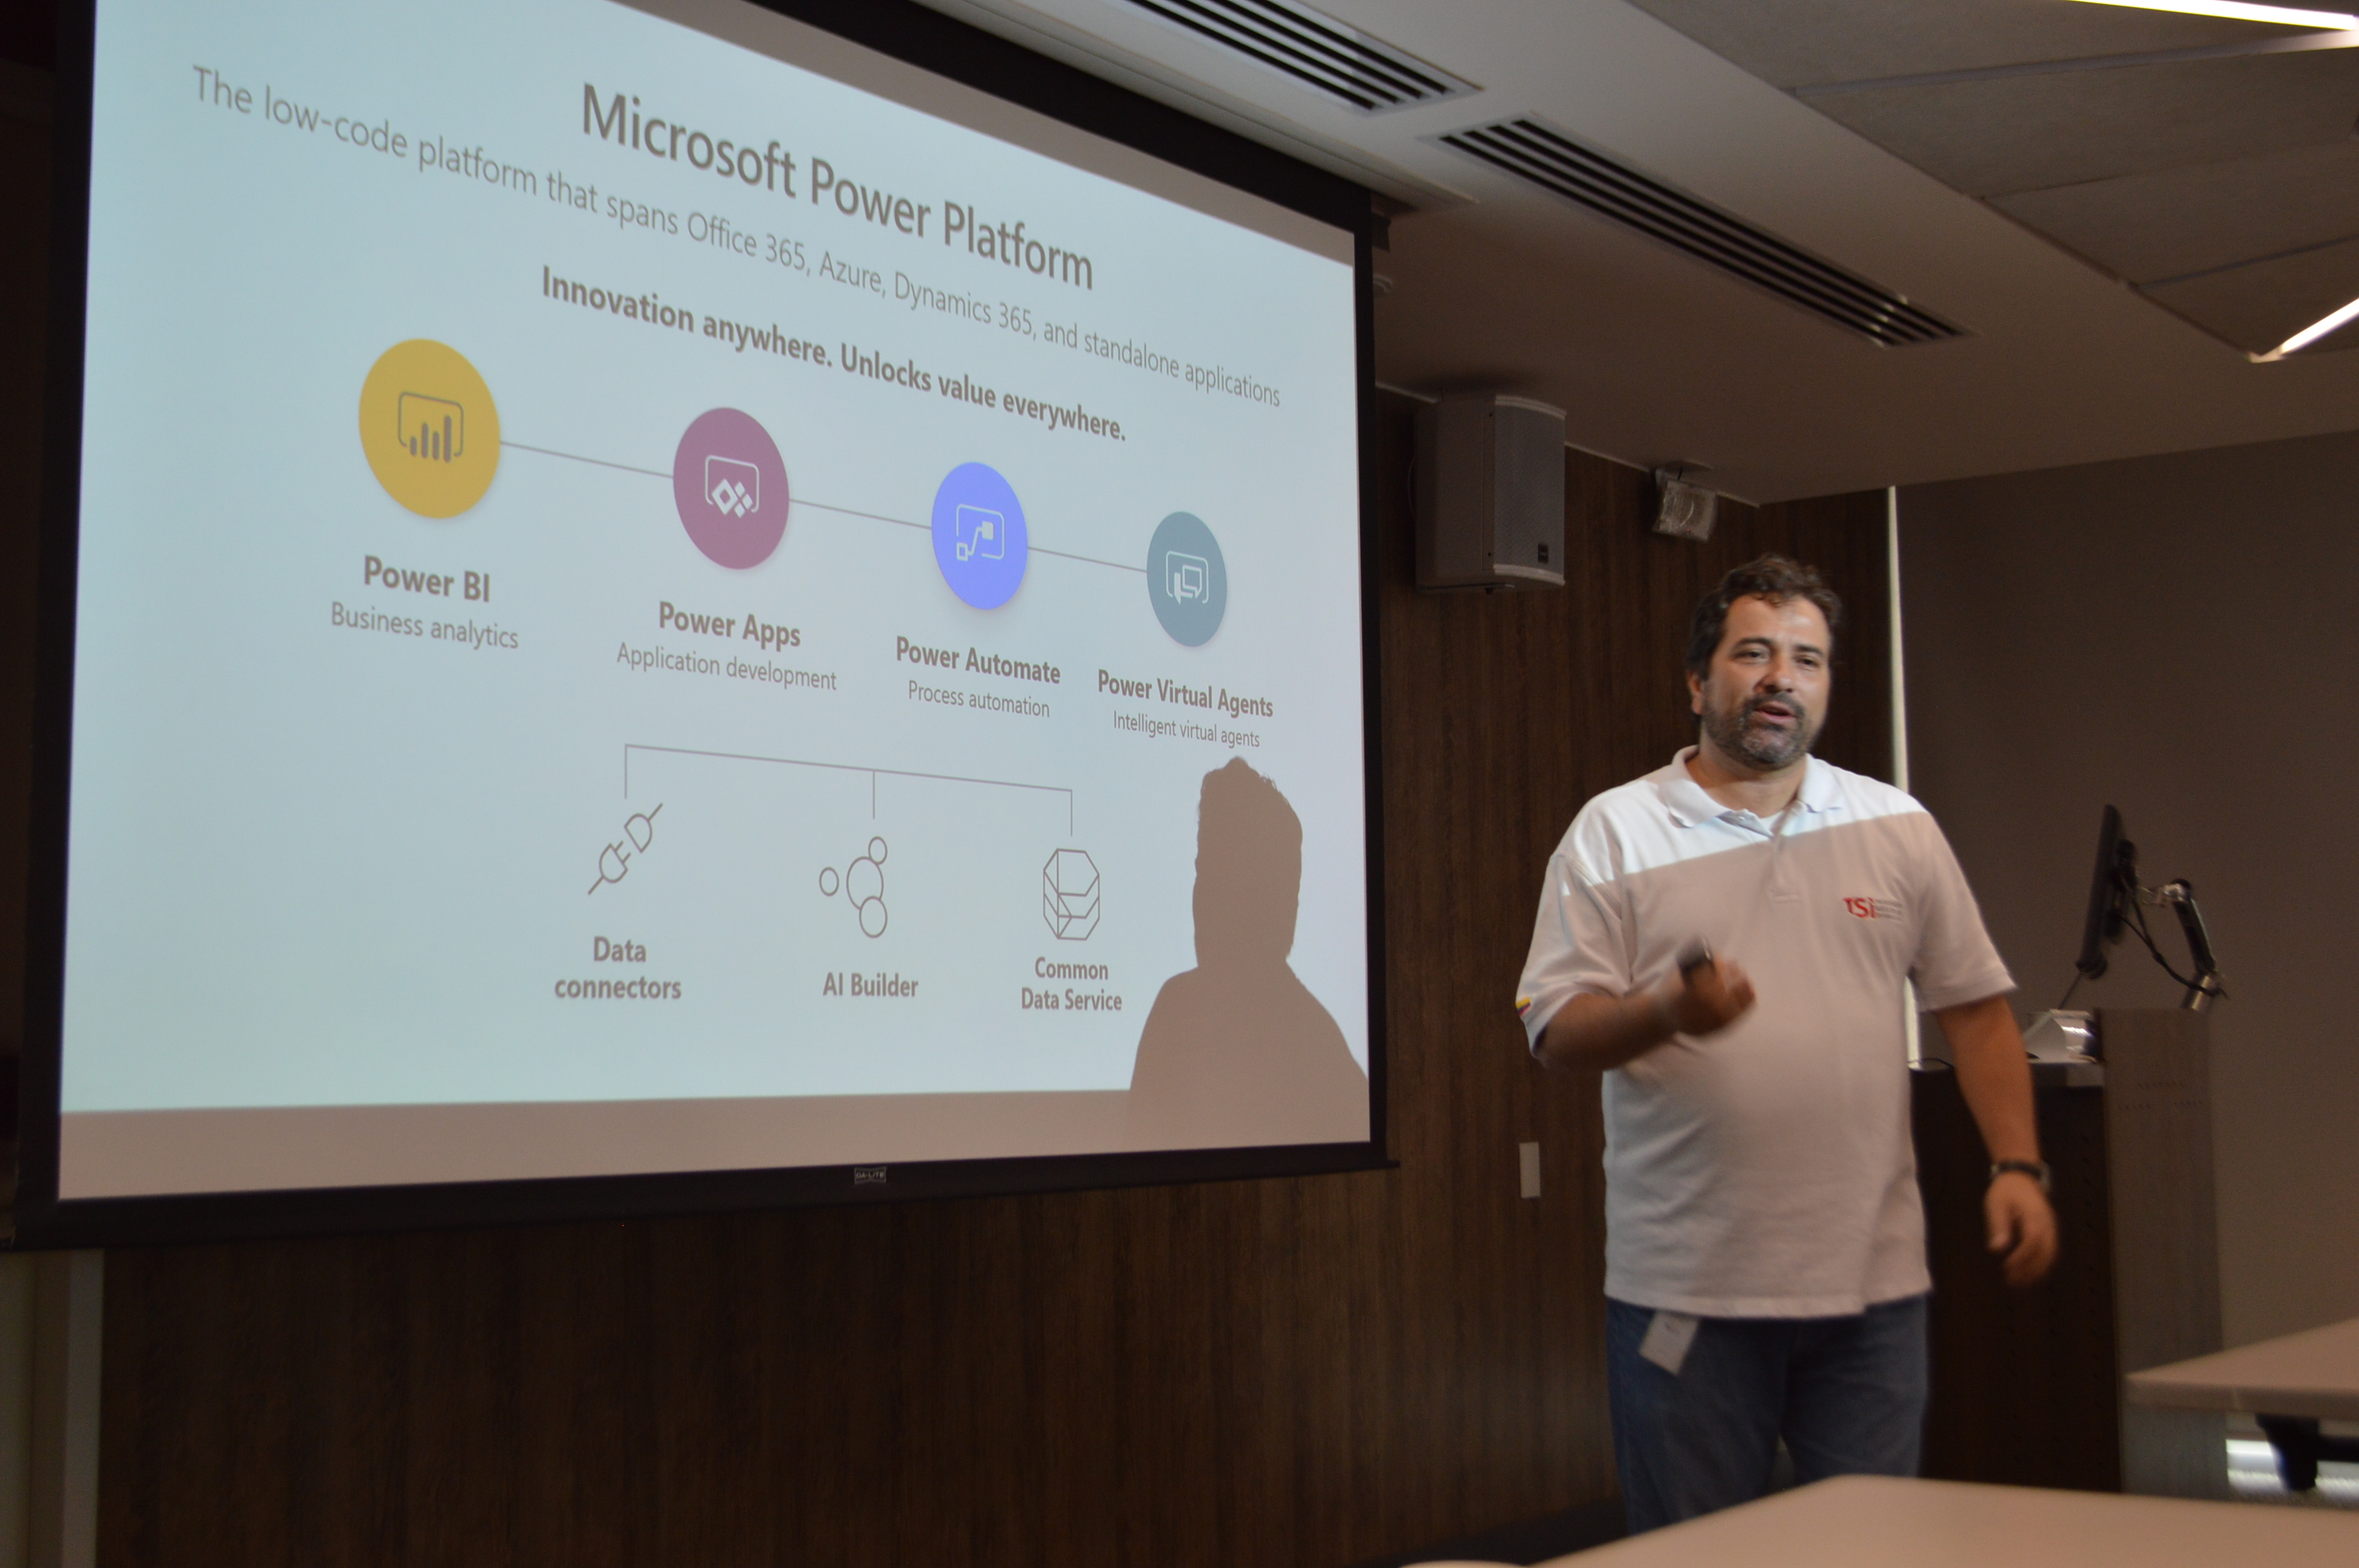 Microsoft Power Platform
The low-code platform that spans Office 365, Azure, Dynamics 365, and standalone applications
Innovation anywhere. Unlocks value everywhere.
Power BI
Business analytics
Power Apps
Application development
Power Automate
Process automation
Power Virtual Agents
Intelligent virtual agents
Data
connectors
AI Builder
Common
Data Service
DA-LITE